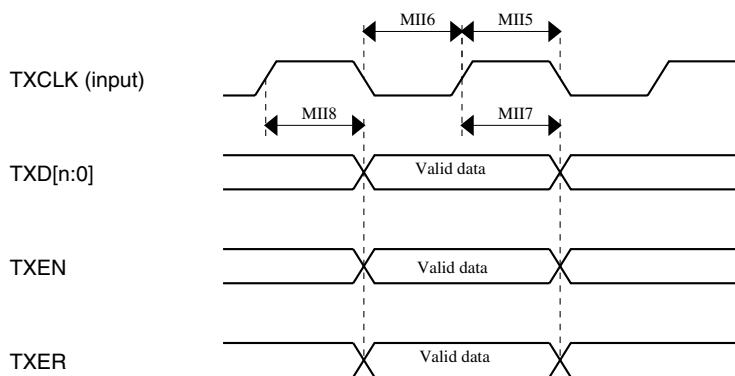 MII6 MII5
TXCLK (input)
MII8 MII7
TXD[n:0] Valid data
TXEN Valid data
TXER Valid data